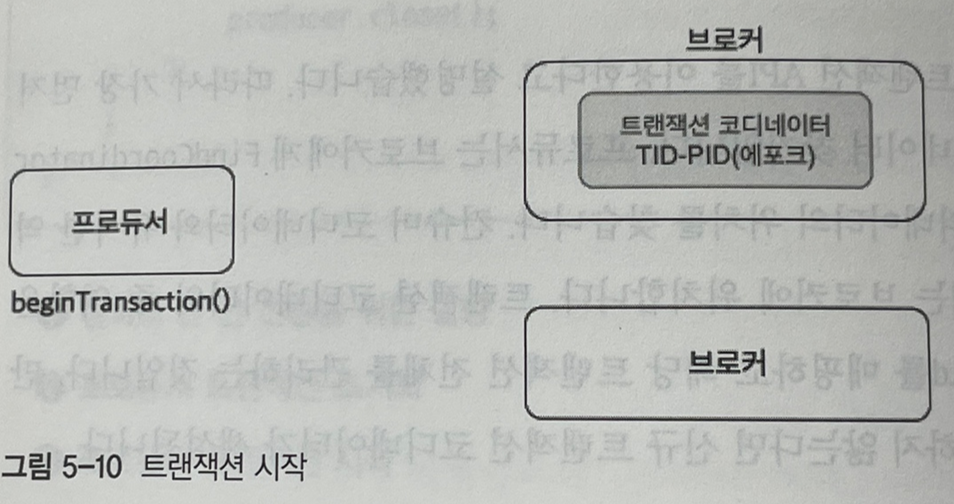 브로커
트랜잭션 코디네이터
TID-PID(에포크)
프로듀서
beginTransaction()
브로커
그림 5-10 트랜잭션 시작